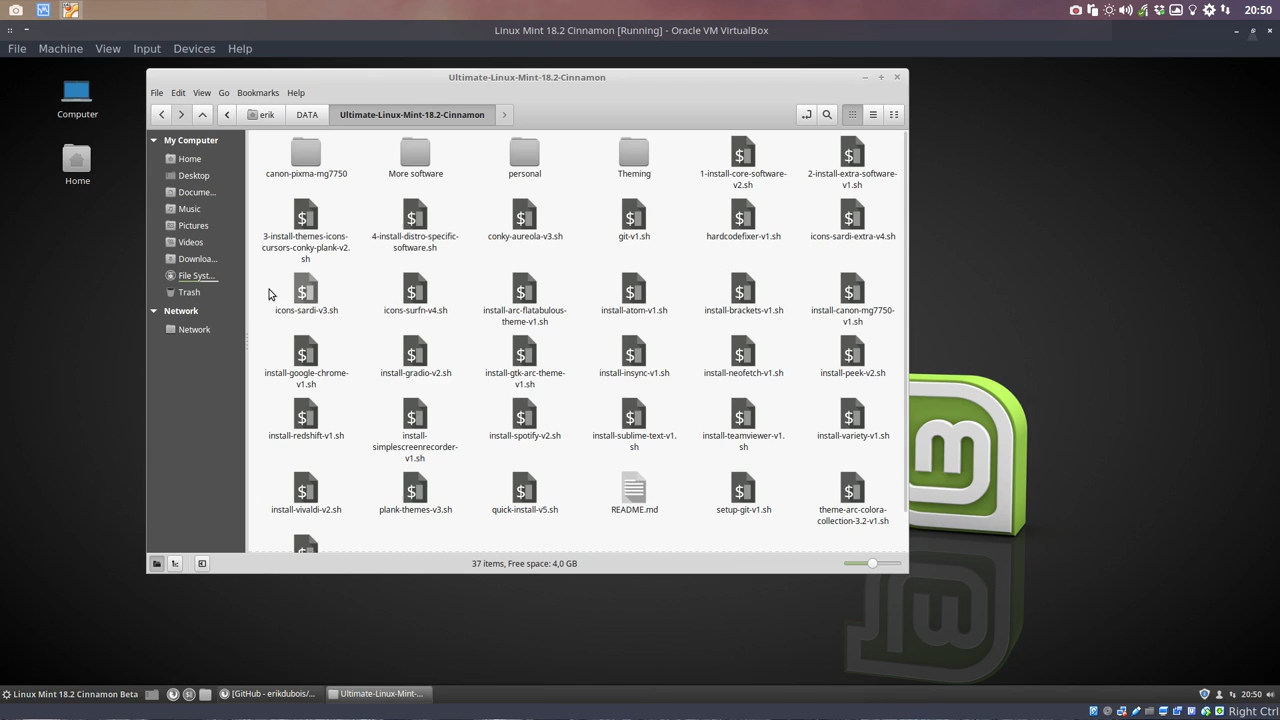 20:50
Linux Mint 18.2 Cinnamon [Running] - Oracle VM VirtualBox
File Machine View Input Devices Help
Computer
Home
Ultimate-Linux-Mint-18.2-Cinnamon
File Edit View Go Bookmarks Help
erik DATA Ultimate-Linux-Mint-18.2-Cinnamon
My Computer
Home
Desktop
Docume...
Music
Pictures
Videos
Downloa...
File Syst...
Trash
Network
Network
canon-pixma-mg7750
More software
personal
Theming
1-install-core-software-
v2.sh
2-install-extra-software-
v1.sh
3-install-themes-icons-
cursors-conky-plank-v2.
sh
4-install-distro-specific-
software.sh
conky-aureola-v3.sh
git-v1.sh
hardcodefixer-v1.sh
icons-sardi-extra-v4.sh
icons-sardi-v3.sh
icons-surfn-v4.sh
install-arc-flatabulous-
theme-v1.sh
install-atom-v1.sh
install-brackets-v1.sh
install-canon-mg7750-
v1.sh
install-google-chrome-
v1.sh
install-gradio-v2.sh
install-gtk-arc-theme-
v1.sh
install-insync-v1.sh
install-neofetch-v1.sh
install-peek-v2.sh
install-redshift-v1.sh
install-
simplescreenrecorder-
v1.sh
install-spotify-v2.sh
install-sublime-text-v1.
sh
install-teamviewer-v1.
sh
install-variety-v1.sh
install-vivaldi-v2.sh
plank-themes-v3.sh
quick-install-v5.sh
README.md
setup-git-v1.sh
theme-arc-colora-
collection-3.2-v1.sh
37 items, Free space: 4,0 GB
Linux Mint 18.2 Cinnamon Beta
[GitHub - erikdubois/...
Ultimate-Linux-Mint-...
20:50
Right Ctrl